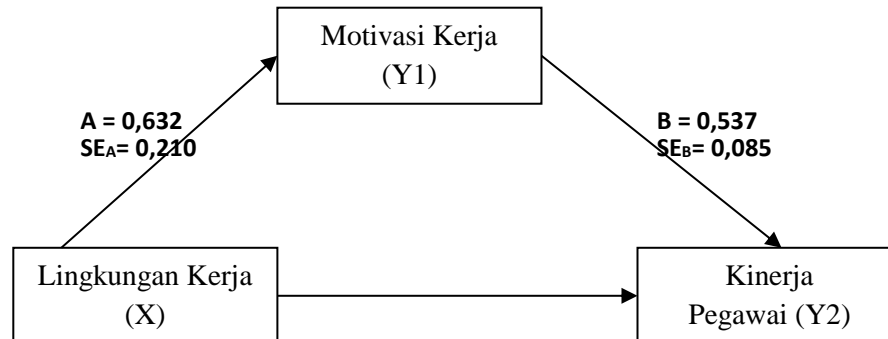 Motivasi Kerja
(Y1)
A = 0,632
SEA= 0,210
B = 0,537
SEB= 0,085
Lingkungan Kerja
(X)
Kinerja
Pegawai (Y2)